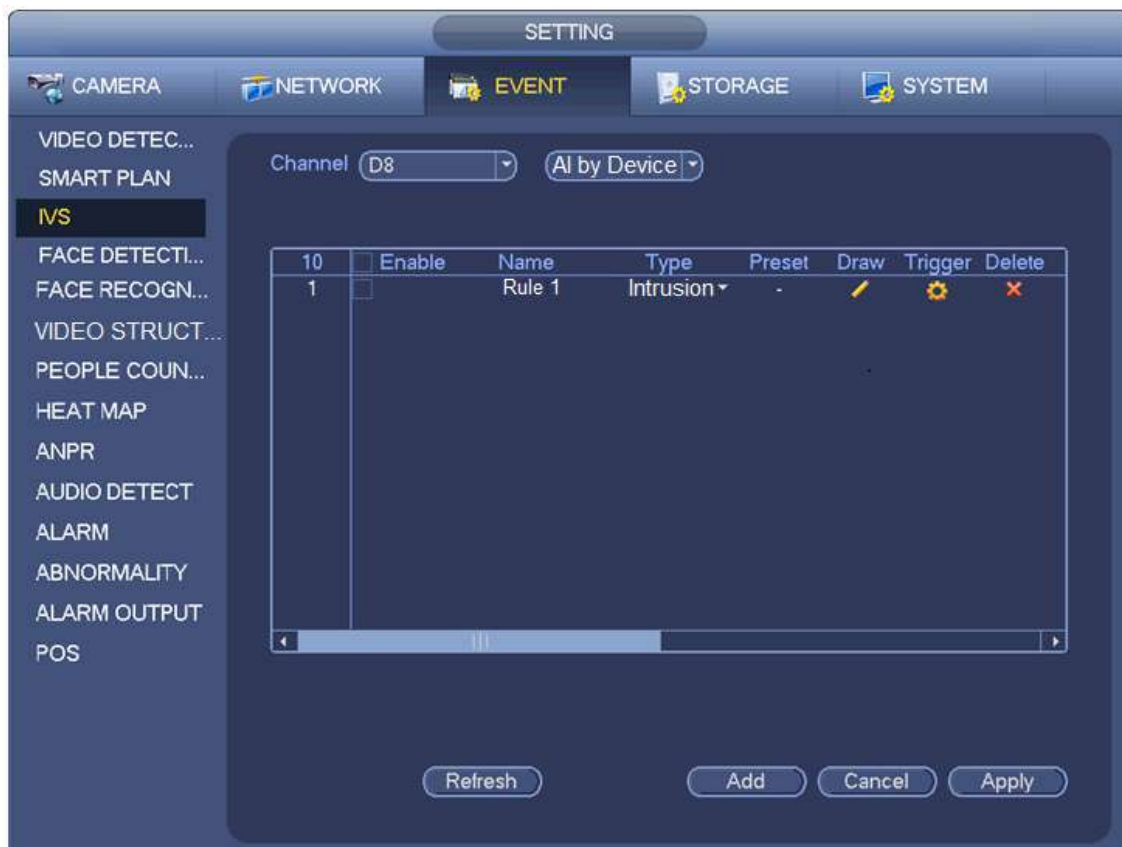 SETTING
CAMERA NETWORK EVENT STORAGE SYSTEM
VIDEO DETEC...
SMART PLAN
IVS
FACE DETECTI...
FACE RECOGN...
VIDEO STRUCT...
PEOPLE COUN...
HEAT MAP
ANPR
AUDIO DETECT
ALARM
ABNORMALITY
ALARM OUTPUT
POS
Channel D8 AI by Device
10 Enable Name Type Preset Draw Trigger Delete
1 Rule 1 Intrusion -
Refresh Add Cancel Apply